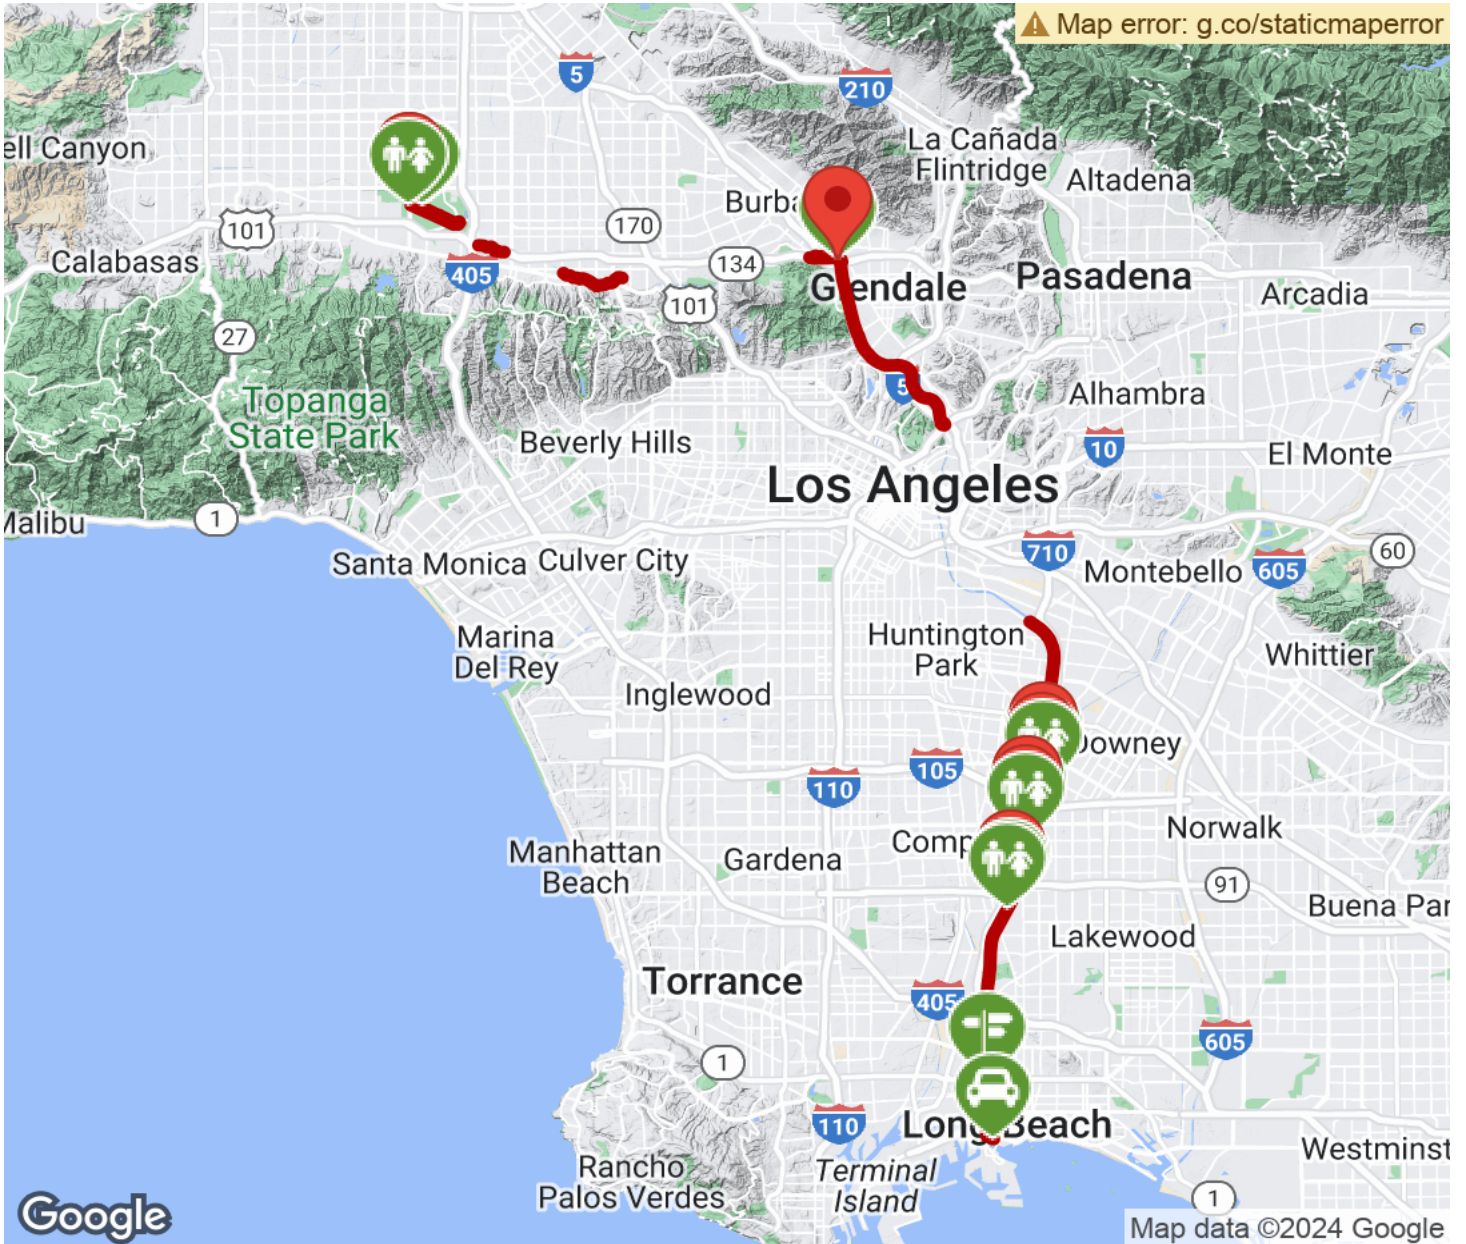 Map error: g.co/staticmaperror
5
210
La Cañada
Flintridge
ell Canyon
Altadena
Burba
170
101
134
Calabasas
405
Glendale
Pasadena
101
Arcadia
27
5
Topanga
State Park
Alhambra
Beverly Hills
10
El Monte
Los Angeles
Malibu
1
710
60
Santa Monica
Culver City
Montebello
605
Marina
Del Rey
Huntington
Park
Whittier
Inglewood
Downey
105
110
Norwalk
Comp
Manhattan
Beach
Gardena
91
Buena Par
Lakewood
Torrance
405
605
1
Long Beach
110
Westminst
Rancho
Palos Verdes
Terminal
Island
1
Google
Map data ©2024 Google